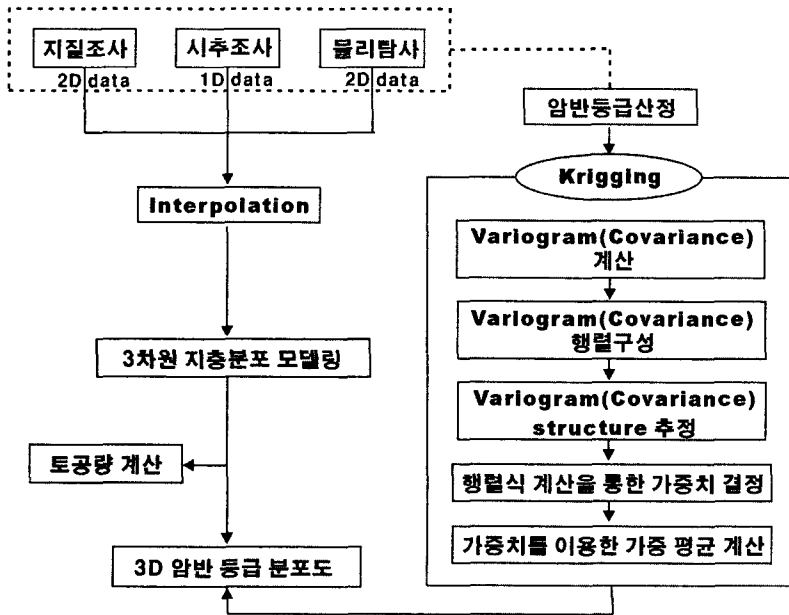 지질조사
시추조사
물리탐사
2D data
1D data
2D data
암반등급산정
Krigging
Interpolation
Variogram(Covariance)
계산
Variogram(Covariance)
행렬구성
3차원 지층분포 모델링
Variogram(Covariance)
structure 추정
토공량 계산
행렬식 계산을 통한 가중치 결정
가중치를 이용한 가중 평균 계산
3D 암반 등급 분포도